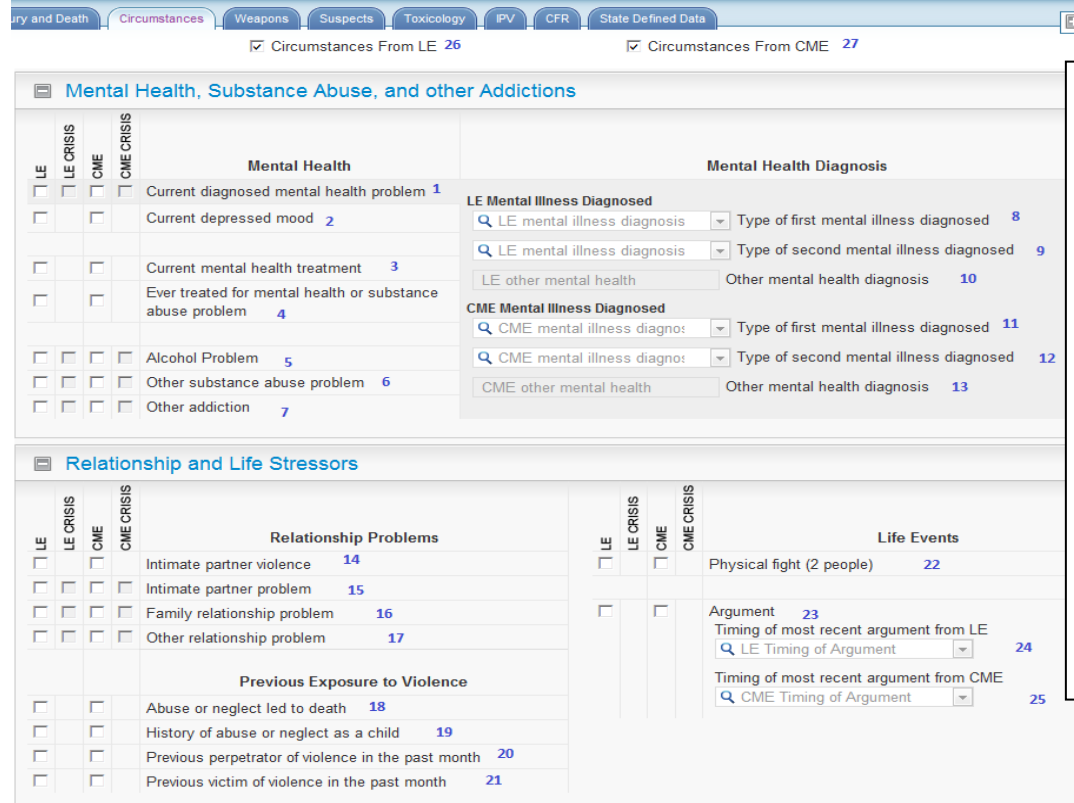 ury and Death Circumstances Weapons Suspects Toxicology IPV CFR State Defined Data
Circumstances From LE 26 Circumstances From CME 27
Mental Health, Substance Abuse, and other Addictions
LE LE CRISIS CME CME CRISIS Mental Health Mental Health Diagnosis
Current diagnosed mental health problem 1
Current depressed mood 2
Current mental health treatment 3
Ever treated for mental health or substance
abuse problem 4
Alcohol Problem 5
Other substance abuse problem 6
Other addiction 7
LE Mental Illness Diagnosed
LE mental illness diagnosis Type of first mental illness diagnosed 8
LE mental illness diagnosis Type of second mental illness diagnosed 9
LE other mental health Other mental health diagnosis 10
CME Mental Illness Diagnosed
CME mental illness diagno: Type of first mental illness diagnosed 11
CME mental illness diagno: Type of second mental illness diagnosed 12
CME other mental health Other mental health diagnosis 13
Relationship and Life Stressors
LE LE CRISIS CME CME CRISIS Relationship Problems
Intimate partner violence 14
Intimate partner problem 15
Family relationship problem 16
Other relationship problem 17
Previous Exposure to Violence
Abuse or neglect led to death 18
History of abuse or neglect as a child 19
Previous perpetrator of violence in the past month 20
Previous victim of violence in the past month 21
LE LE CRISIS CME CME CRISIS Life Events
Physical fight (2 people) 22
Argument 23
Timing of most recent argument from LE
LE Timing of Argument 24
Timing of most recent argument from CME
CME Timing of Argument 25